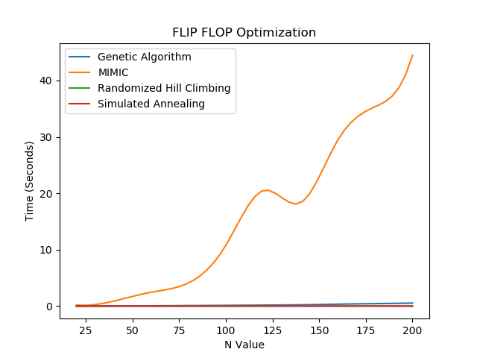 FLIP FLOP Optimization
Genetic Algorithm
MIMIC
Randomized Hill Climbing
Simulated Annealing
Time (Seconds)
40
30
20
10
0
25 50 75 100 125 150 175 200
N Value